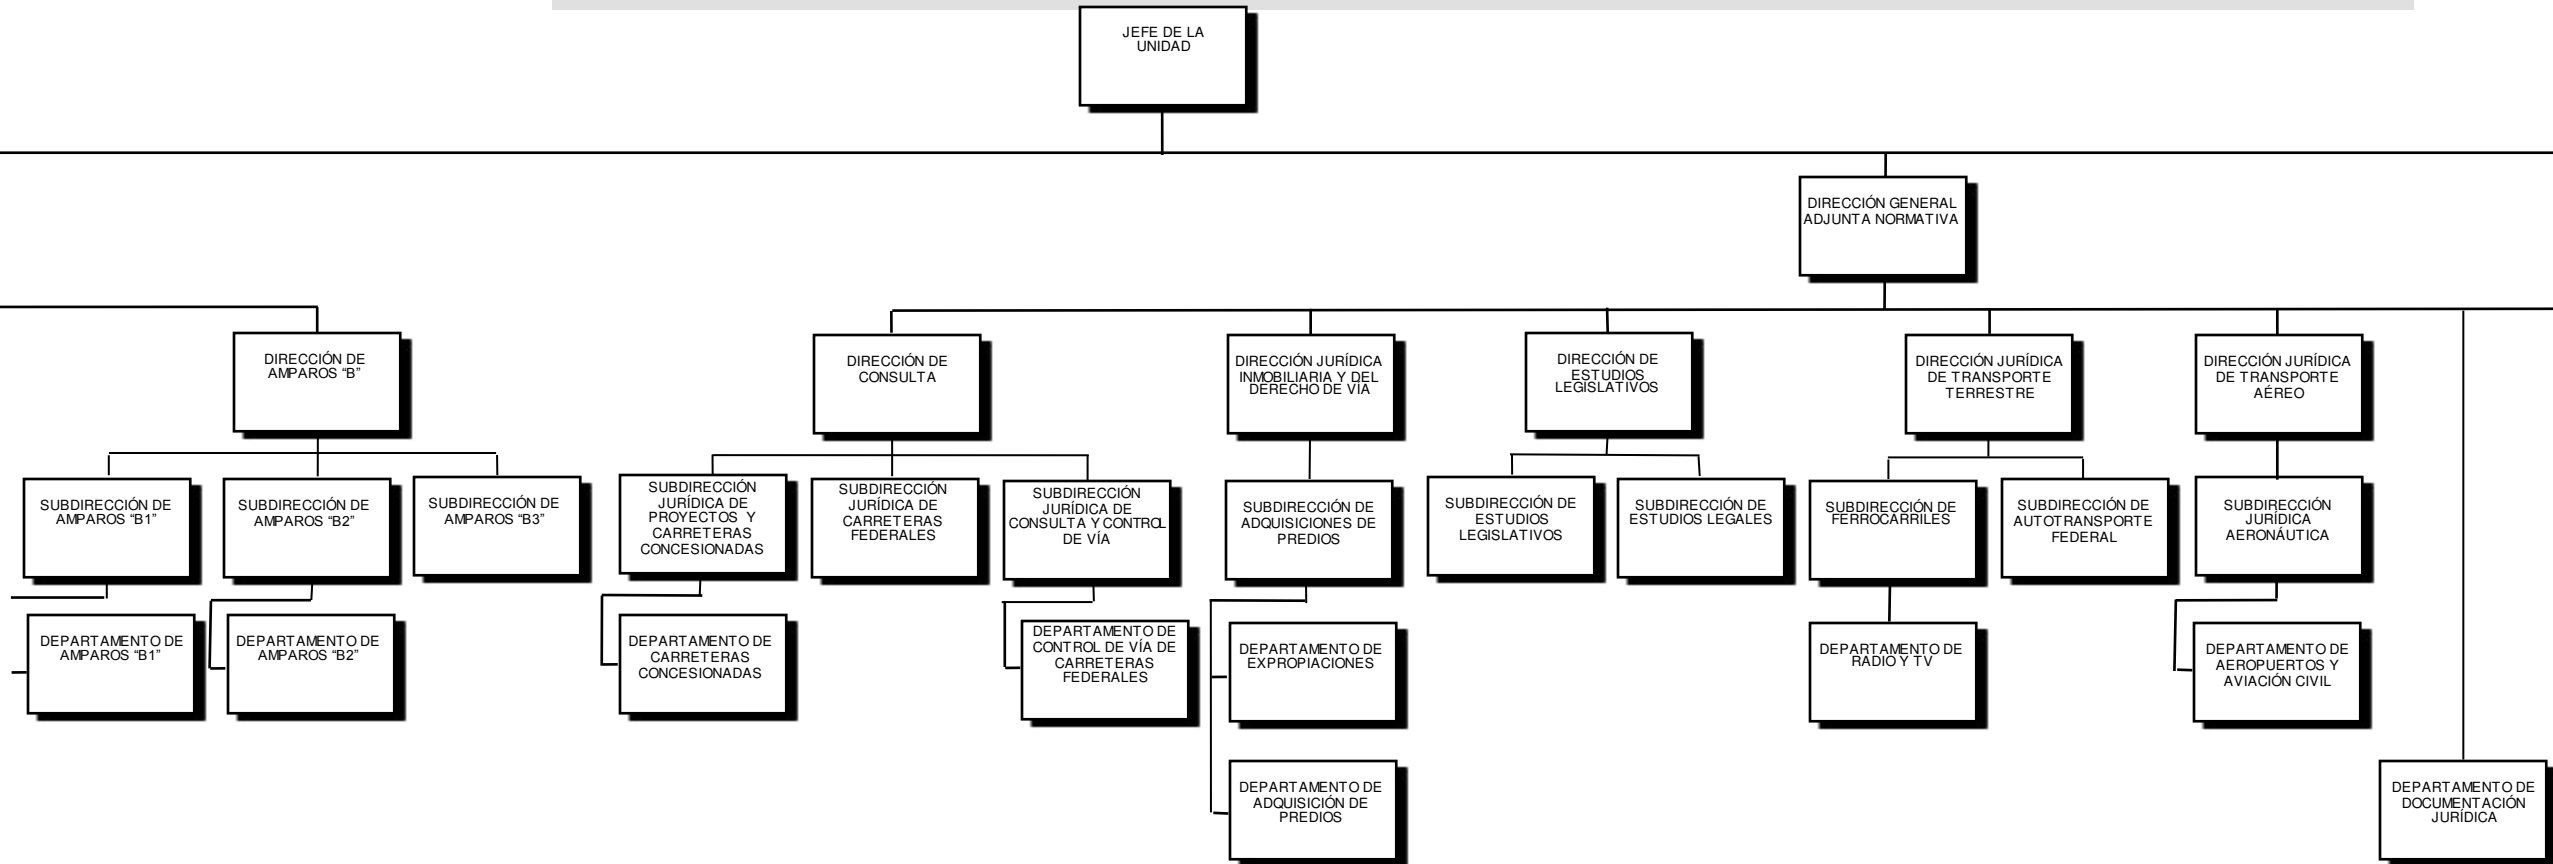 JEFE DE LA
UNIDAD
DIRECCIÓN GENERAL
ADJUNTA NORMATIVA
DIRECCIÓN DE
AMPAROS “B”
DIRECCIÓN DE
CONSULTA
DIRECCIÓN JURÍDICA
INMOBILIARIA Y DEL
DERECHO DE VÍA
DIRECCIÓN DE
ESTUDIOS
LEGISLATIVOS
DIRECCIÓN JURÍDICA
DE TRANSPORTE
TERRESTRE
DIRECCIÓN JURÍDICA
DE TRANSPORTE
AÉREO
SUBDIRECCIÓN DE
AMPAROS “B1”
SUBDIRECCIÓN DE
AMPAROS “B2”
SUBDIRECCIÓN DE
AMPAROS “B3”
SUBDIRECCIÓN
JURÍDICA DE
PROYECTOS Y
CARRETERAS
CONCESIONADAS
SUBDIRECCIÓN
JURÍDICA DE
CARRETERAS
FEDERALES
SUBDIRECCIÓN
JURÍDICA DE
CONSULTA Y CONTROL
DE VÍA
SUBDIRECCIÓN DE
ADQUISICIONES DE
PREDIOS
SUBDIRECCIÓN DE
ESTUDIOS
LEGISLATIVOS
SUBDIRECCIÓN DE
ESTUDIOS LEGALES
SUBDIRECCIÓN DE
FERROCARRILES
SUBDIRECCIÓN DE
AUTOTRANSPORTE
FEDERAL
SUBDIRECCIÓN
JURÍDICA
AERONÁUTICA
DEPARTAMENTO DE
AMPAROS “B1”
DEPARTAMENTO DE
AMPAROS “B2”
DEPARTAMENTO DE
CARRETERAS
CONCESIONADAS
DEPARTAMENTO DE
CONTROL DE VÍA DE
CARRETERAS
FEDERALES
DEPARTAMENTO DE
EXPROPIACIONES
DEPARTAMENTO DE
RADIO Y TV
DEPARTAMENTO DE
AEROPUERTOS Y
AVIACIÓN CIVIL
DEPARTAMENTO DE
ADQUISICIÓN DE
PREDIOS
DEPARTAMENTO DE
DOCUMENTACIÓN
JURÍDICA